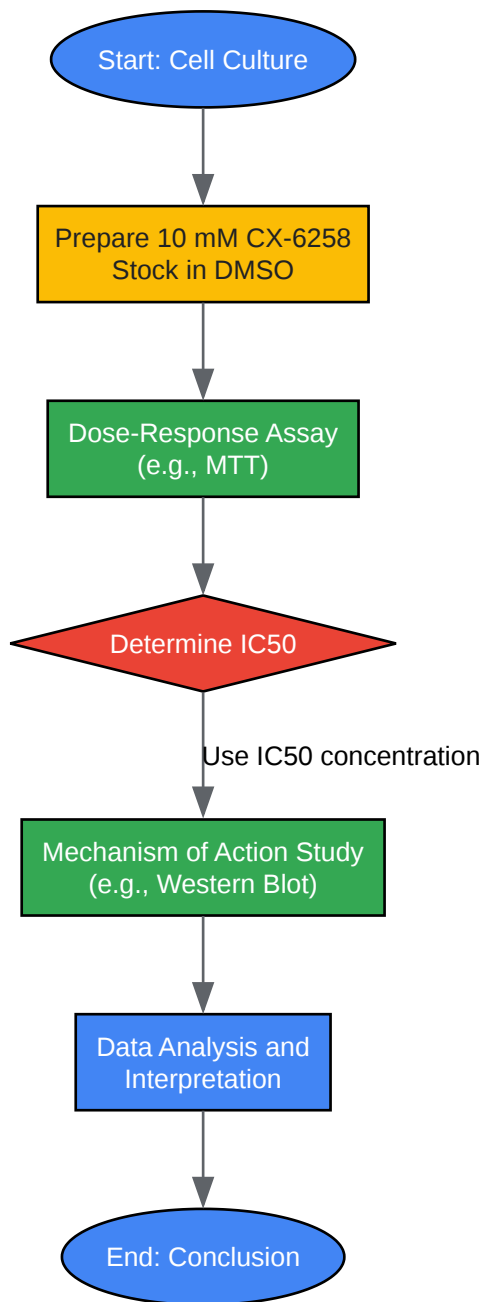 Start: Cell Culture
Prepare 10 mM CX-6258
Stock in DMSO
Dose-Response Assay
(e.g., MTT)
Determine IC50
Use IC50 concentration
Mechanism of Action Study
(e.g., Western Blot)
Data Analysis and
Interpretation
End: Conclusion